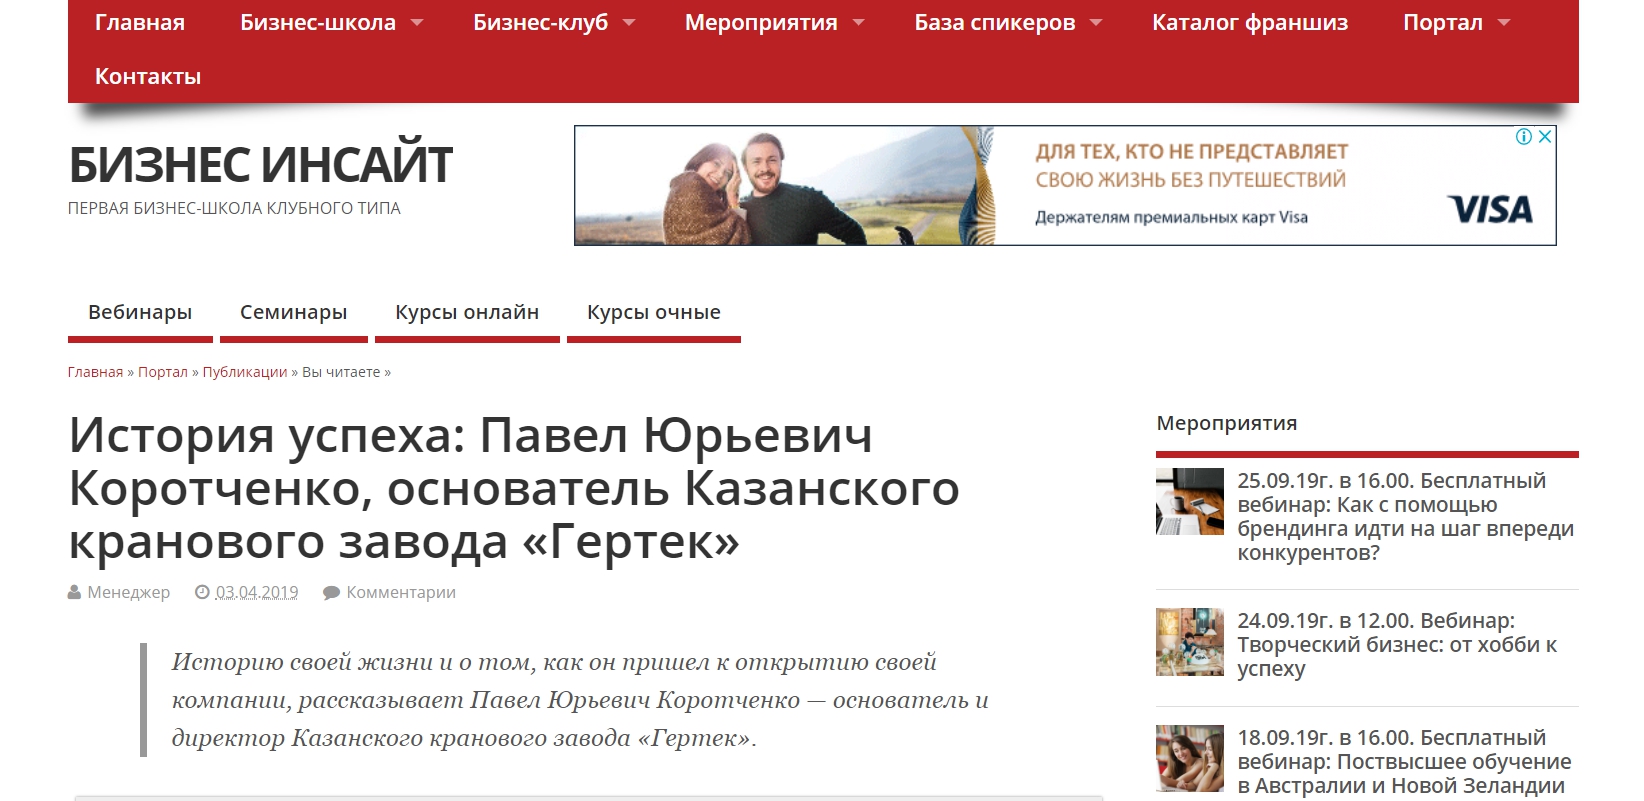 Главная Бизнес-школа Бизнес-клуб Мероприятия База спикеров Каталог франшиз Портал
Контакты
БИЗНЕС ИНСАЙТ
ПЕРВАЯ БИЗНЕС-ШКОЛА КЛУБНОГО ТИПА
ДЛЯ ТЕХ, КТО НЕ ПРЕДСТАВЛЯЕТ
СВОЮ ЖИЗНЬ БЕЗ ПУТЕШЕСТВИЙ
Держателям премиальных карт Visa
VISA
Вебинары Семинары Курсы онлайн Курсы очные
Главная » Портал » Публикации » Вы читаете »
История успеха: Павел Юрьевич
Коротченко, основатель Казанского
кранового завода «Гертек»
Менеджер 03.04.2019 Комментарии
Историю своей жизни и о том, как он пришел к открытию своей
компании, рассказывает Павел Юрьевич Коротченко — основатель и
директор Казанского кранового завода «Гертек».
Мероприятия
25.09.19г. в 16.00. Бесплатный
вебинар: Как с помощью
брендинга идти на шаг впереди
конкурентов?
24.09.19г. в 12.00. Вебинар:
Творческий бизнес: от хобби к
успеху
18.09.19г. в 16.00. Бесплатный
вебинар: Поствысшее обучение
в Австралии и Новой Зеландии